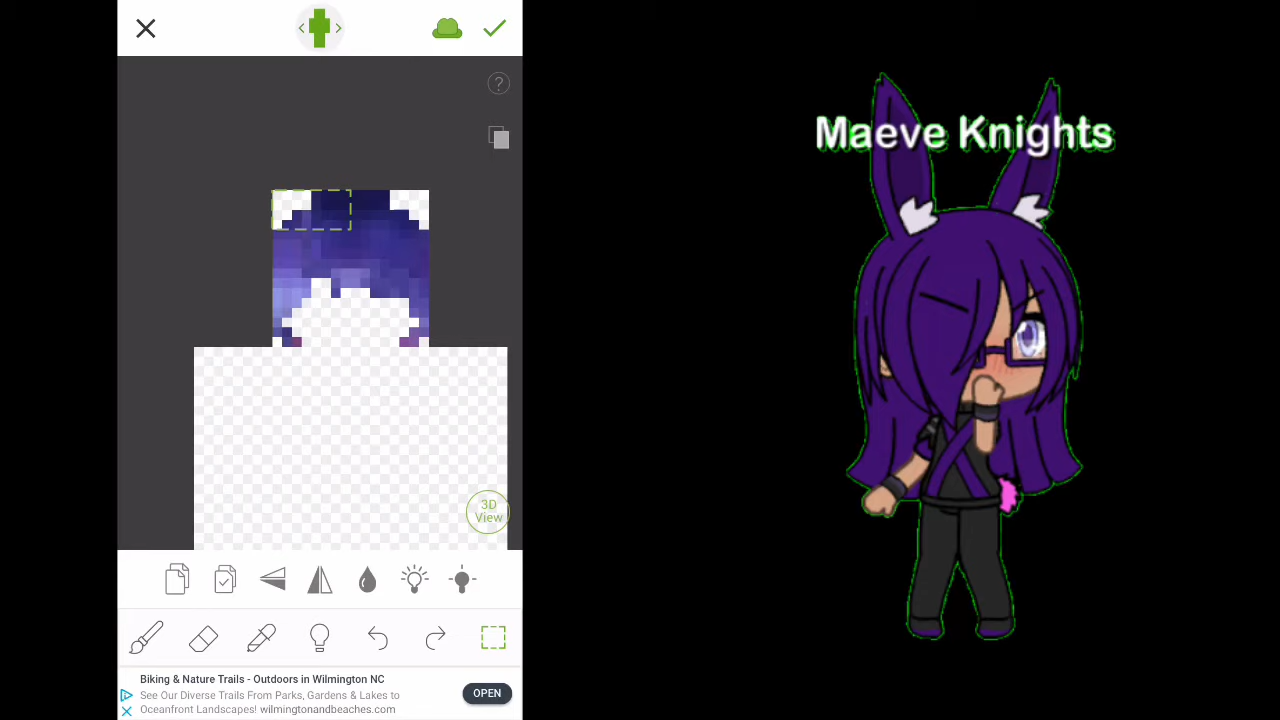 ?
Maeve Knights
3D
View
Biking & Nature Trails - Outdoors in Wilmington NC
See Our Diverse Trails From Parks, Gardens & Lakes to
Oceanfront Landscapes! wilmingtonandbeaches.com
OPEN